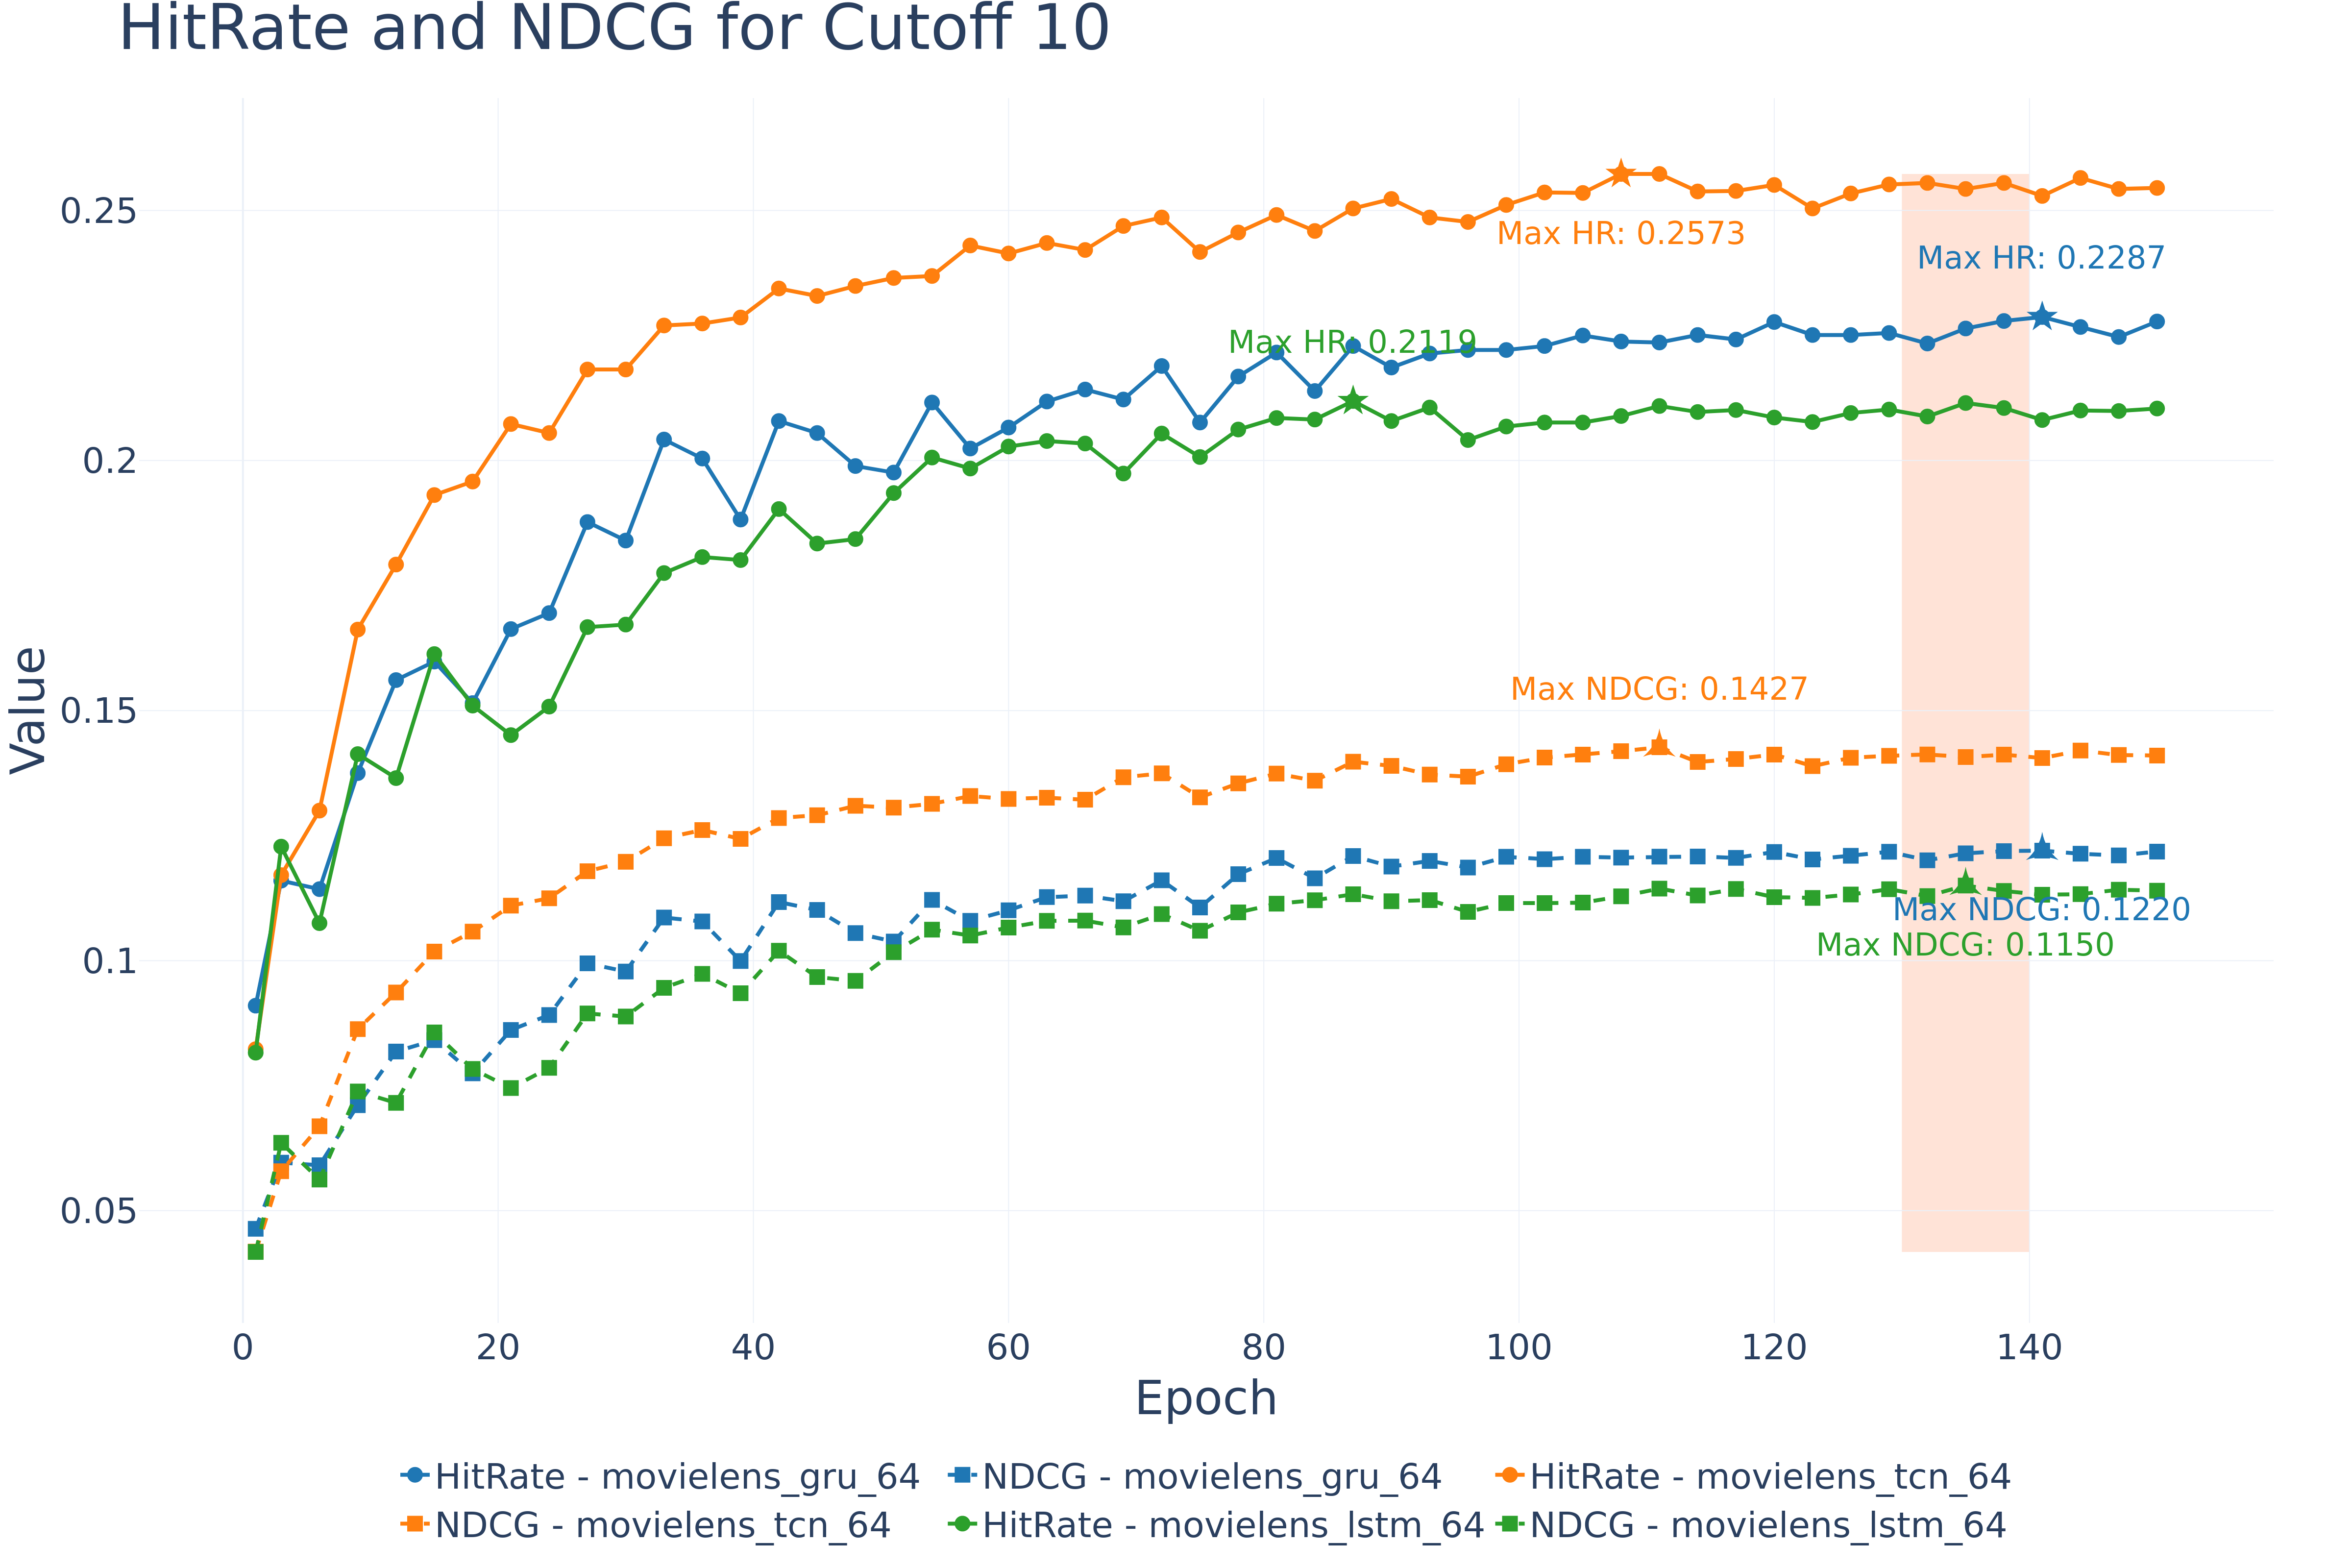 HitRate and NDCG for Cutoff 10
0.25
0.2
0.15
0.1
0.05
Value
Max HR: 0.2573
Max HR: 0.2287
Max HR: 0.2119
Max NDCG: 0.1427
Max NDCG: 0.1220
Max NDCG: 0.1150
0 20 40 60 80 100 120 140
Epoch
HitRate - movielens_gru_64 NDCG - movielens_gru_64 HitRate - movielens_tcn_64
NDCG - movielens_tcn_64 HitRate - movielens_lstm_64 NDCG - movielens_lstm_64